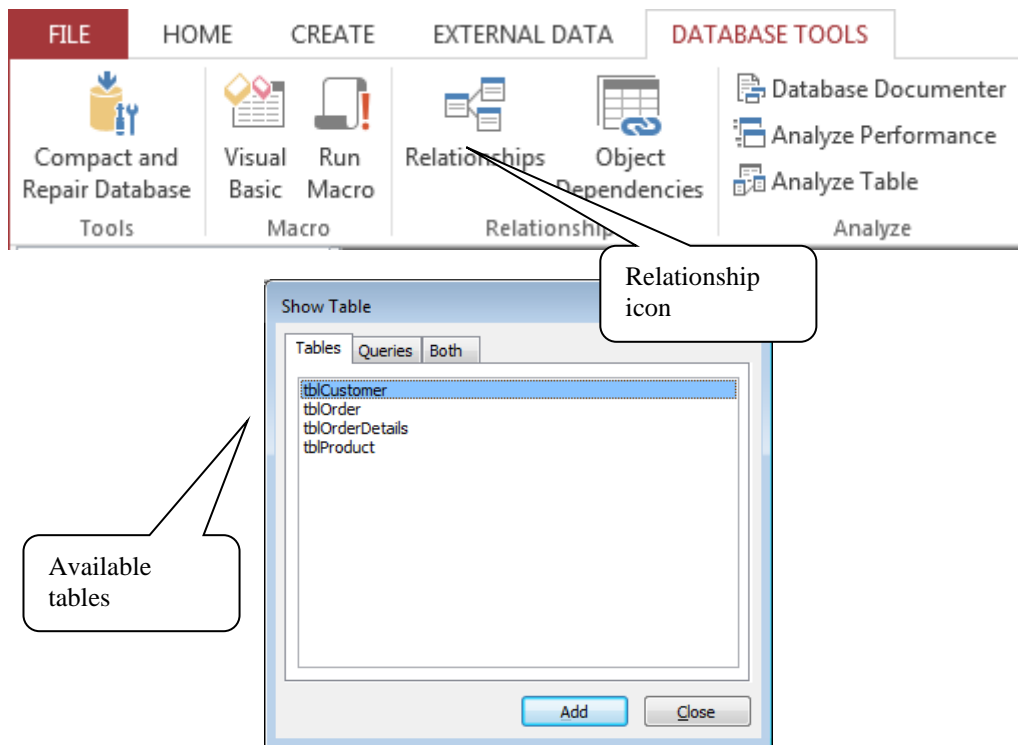 FILE HOME CREATE EXTERNAL DATA DATABASE TOOLS
Compact and
Repair Database
Visual
Basic
Run
Macro
Relationships
Object
Dependencies
Database Documenter
Analyze Performance
Analyze Table
Tools Macro Relationship Analyze
Relationship
icon
Show Table
Tables Queries Both
tblCustomer
tblOrder
tblOrderDetails
tblProduct
Available
tables
Add Close